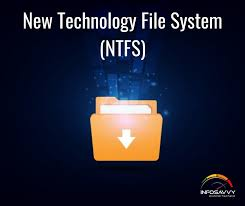 New Technology File System
(NTFS)
INFOSAVVY